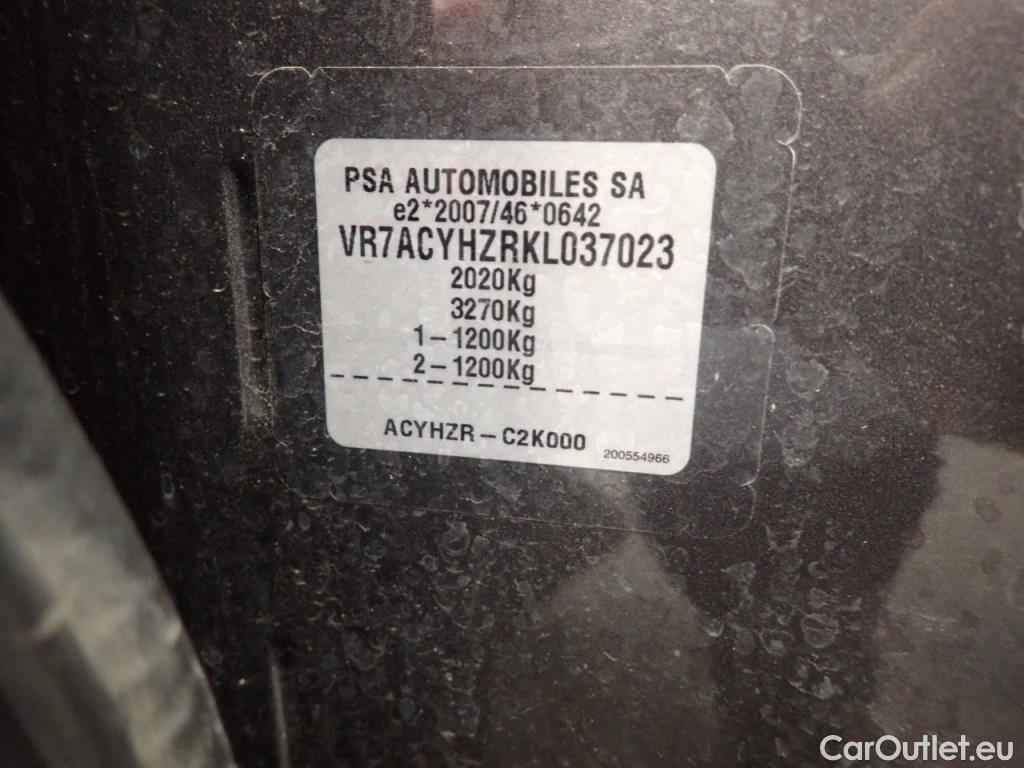 PSA AUTOMOBILES SA
e2*2007/46*0642
VR7ACYHZRKL037023
2020Kg
3270Kg
1-1200Kg
2-1200Kg
ACYHZR-C2K000
200554966
CarOutlet.eu